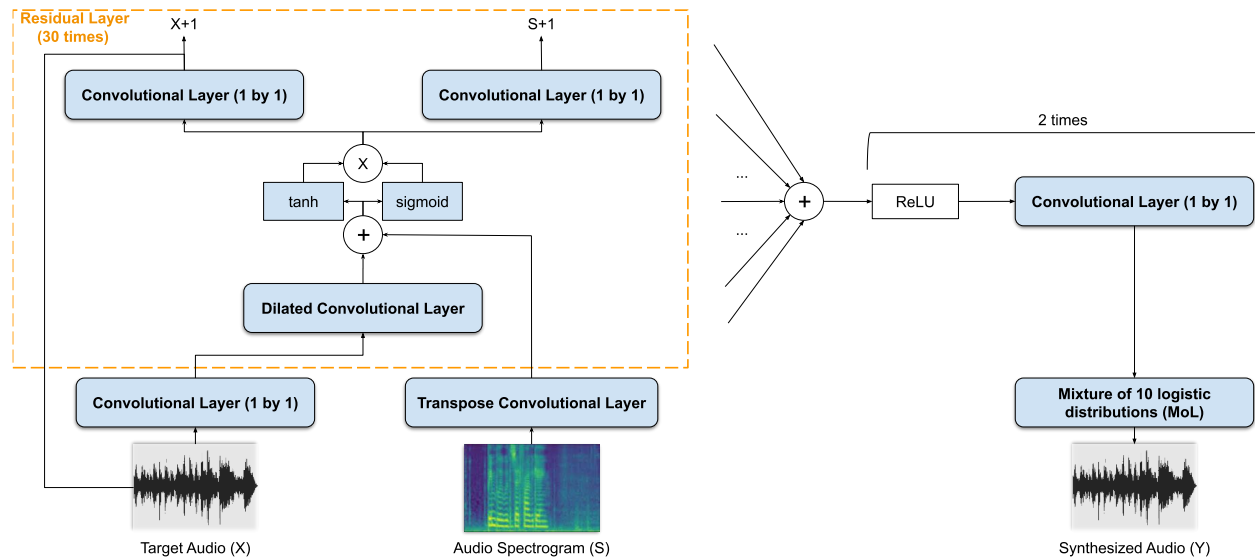 Residual Layer
(30 times)
X+1
S+1
Convolutional Layer (1 by 1)
Convolutional Layer (1 by 1)
X
tanh
sigmoid
+
Dilated Convolutional Layer
Convolutional Layer (1 by 1)
Transpose Convolutional Layer
Target Audio (X)
Audio Spectrogram (S)
2 times
...
+
ReLU
Convolutional Layer (1 by 1)
...
Mixture of 10 logistic
distributions (MoL)
Synthesized Audio (Y)